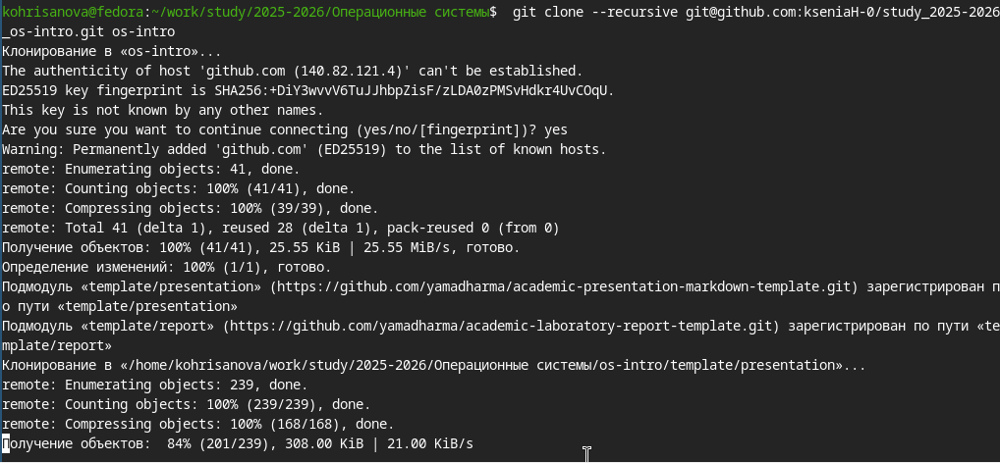 kohrisanova@fedora:~/work/study/2025-2026/Операционные системы$  git clone --recursive git@github.com:kseniaH-0/study_2025-2026
_os-intro.git os-intro
Клонирование в «os-intro»...
The authenticity of host 'github.com (140.82.121.4)' can't be established.
ED25519 key fingerprint is SHA256:+DiY3wvvV6TuJJhbpZisF/zLDA0zPMSvHdkr4UvCOqU.
This key is not known by any other names.
Are you sure you want to continue connecting (yes/no/[fingerprint])? yes
Warning: Permanently added 'github.com' (ED25519) to the list of known hosts.
remote: Enumerating objects: 41, done.
remote: Counting objects: 100% (41/41), done.
remote: Compressing objects: 100% (39/39), done.
remote: Total 41 (delta 1), reused 28 (delta 1), pack-reused 0 (from 0)
Получение объектов: 100% (41/41), 25.55 KiB | 25.55 MiB/s, готово.
Определение изменений: 100% (1/1), готово.
Подмодуль «template/presentation» (https://github.com/yamadharma/academic-presentation-markdown-template.git) зарегистрирован п
о пути «template/presentation»
Подмодуль «template/report» (https://github.com/yamadharma/academic-laboratory-report-template.git) зарегистрирован по пути «te
mplate/report»
Клонирование в «/home/kohrisanova/work/study/2025-2026/Операционные системы/os-intro/template/presentation»...
remote: Enumerating objects: 239, done.
remote: Counting objects: 100% (239/239), done.
remote: Compressing objects: 100% (168/168), done.
Получение объектов:  84% (201/239), 308.00 KiB | 21.00 KiB/s